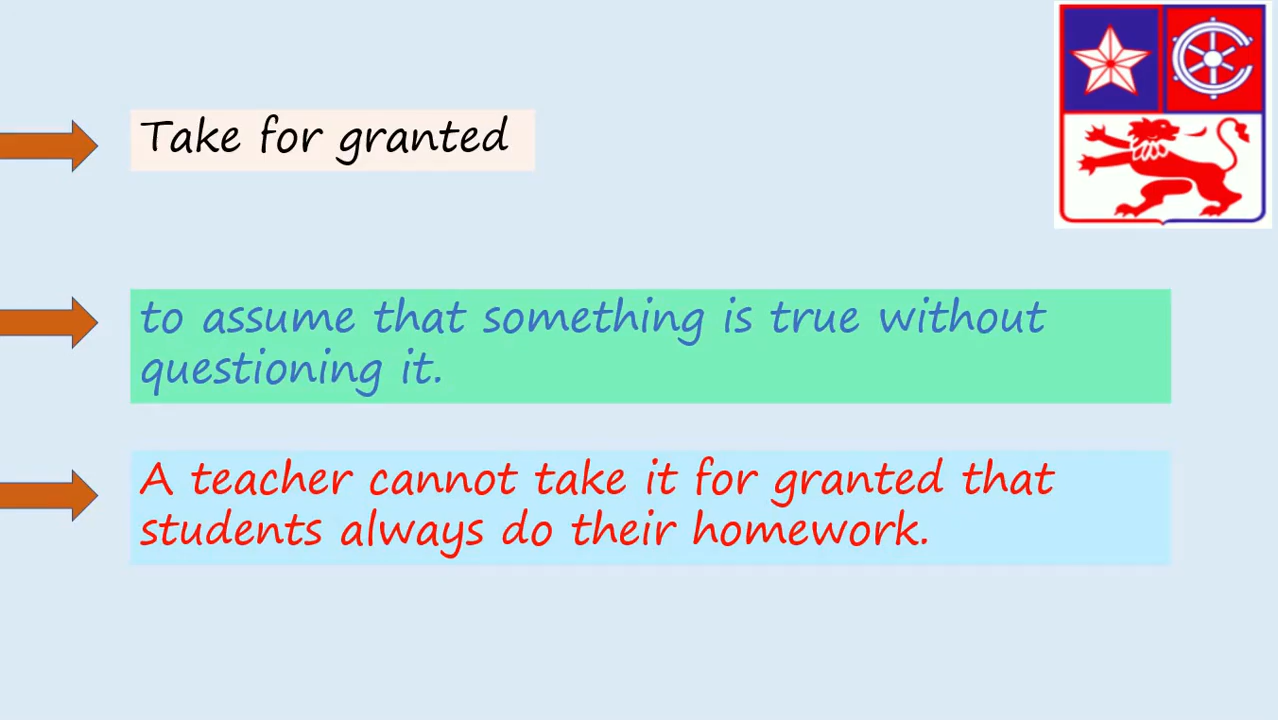 Take for granted
to assume that something is true without
questioning it.
A teacher cannot take it for granted that
students always do their homework.